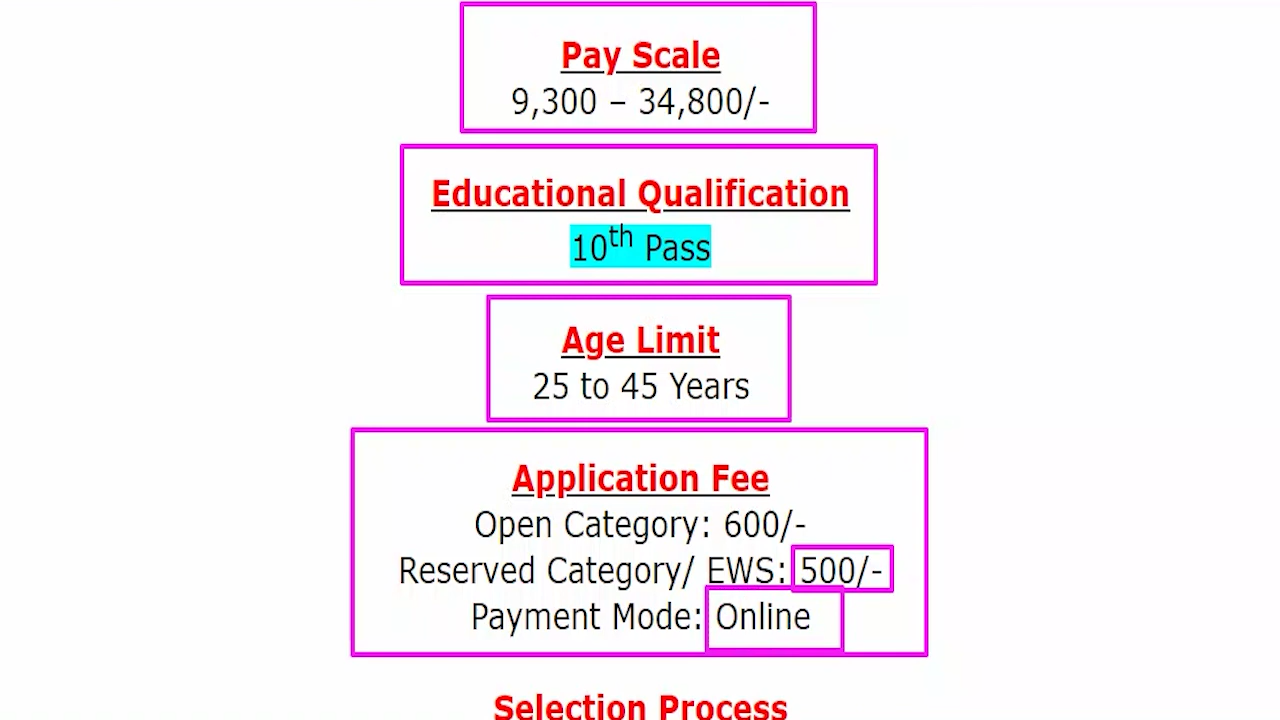 Pay Scale
9,300 – 34,800/-
Educational Qualification
10th Pass
Age Limit
25 to 45 Years
Application Fee
Open Category: 600/-
Reserved Category/ EWS: 500/-
Payment Mode: Online
Selection Process